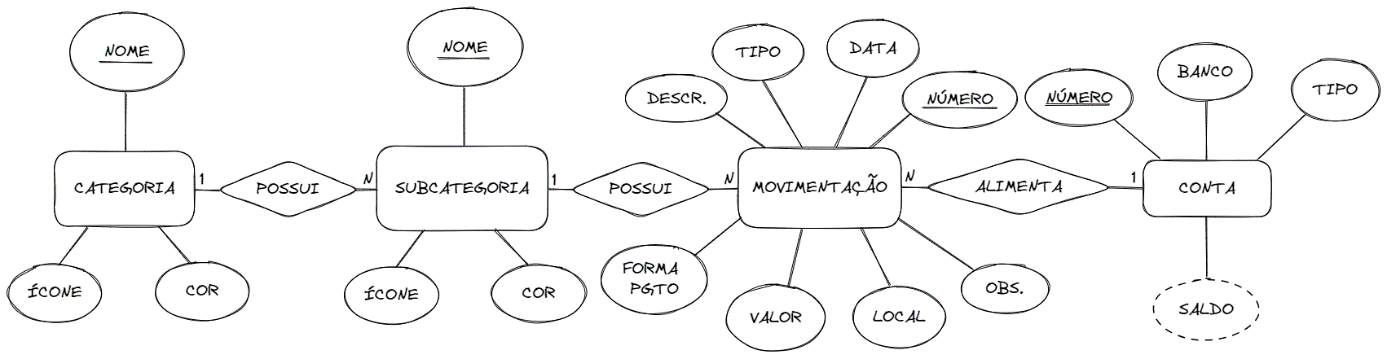 NOME
NOME
TIPO
DATA
DESCR.
NÚMERO
NÚMERO
BANCO
TIPO
CATEGORIA
1
POSSUI
N
SUBCATEGORIA
1
POSSUI
N
MOVIMENTAÇÃO
N
ALIMENTA
1
CONTA
ÍCONE
COR
ÍCONE
COR
FORMA
PGTO
VALOR
LOCAL
OBS.
SALDO